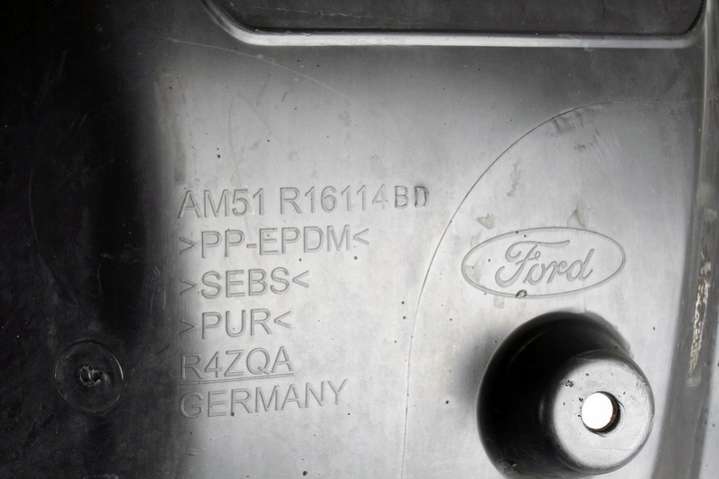 AM51 R16114BD
>PP-EPDM<
>SEBS<
>PUR<
R4ZQA
GERMANY
Ford